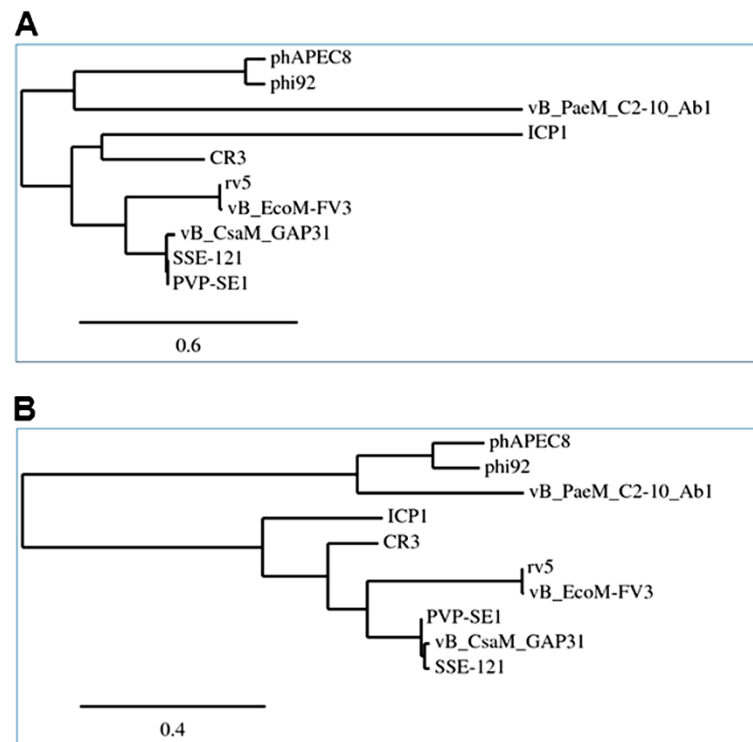 A
phAPEC8
phi92
vB_PaeM_C2-10_Ab1
ICP1
CR3
rv5
vB_EcoM-FV3
vB_CsaM_GAP31
SSE-121
PVP-SE1
0.6
B
phAPEC8
phi92
vB_PaeM_C2-10_Ab1
ICP1
CR3
rv5
vB_EcoM-FV3
PVP-SE1
vB_CsaM_GAP31
SSE-121
0.4